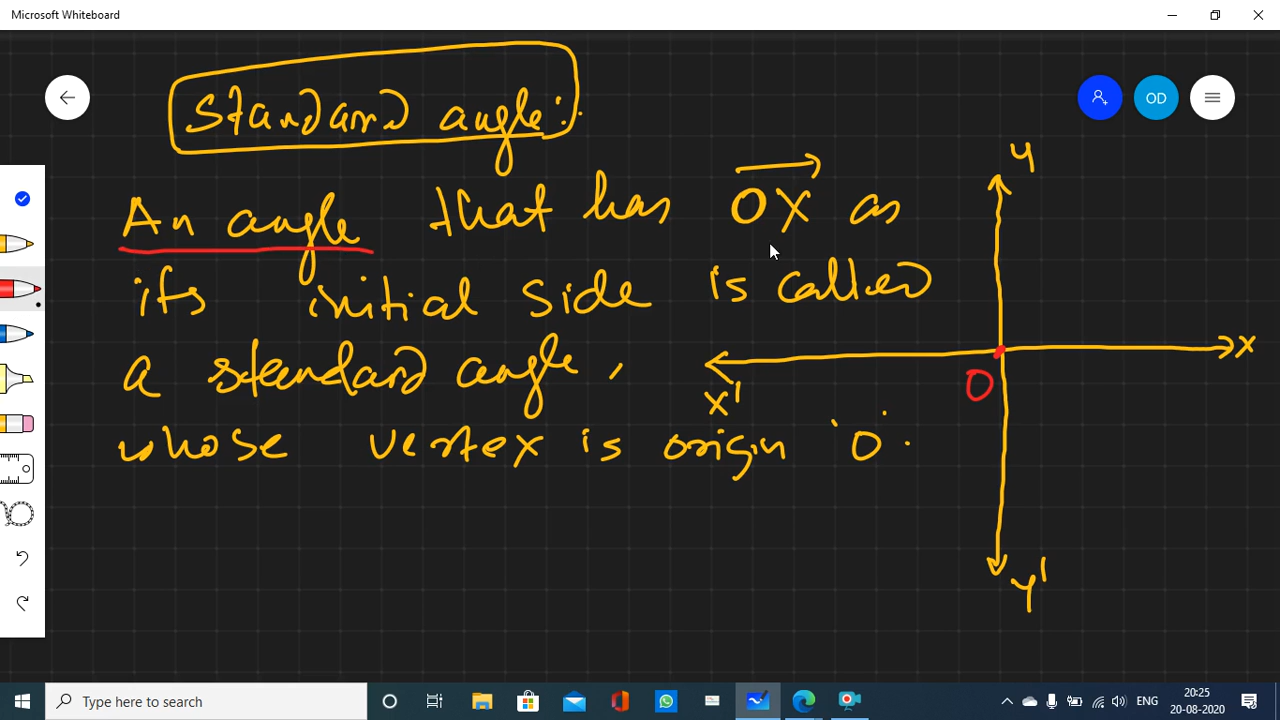 Microsoft Whiteboard
Standard angle:
OD
An angle that has OX as
its initial side is called
a standard angle,
whose vertex is origin 'O'.
Y
X
O
X'
Y'
Type here to search
ENG
20:25
20-08-2020